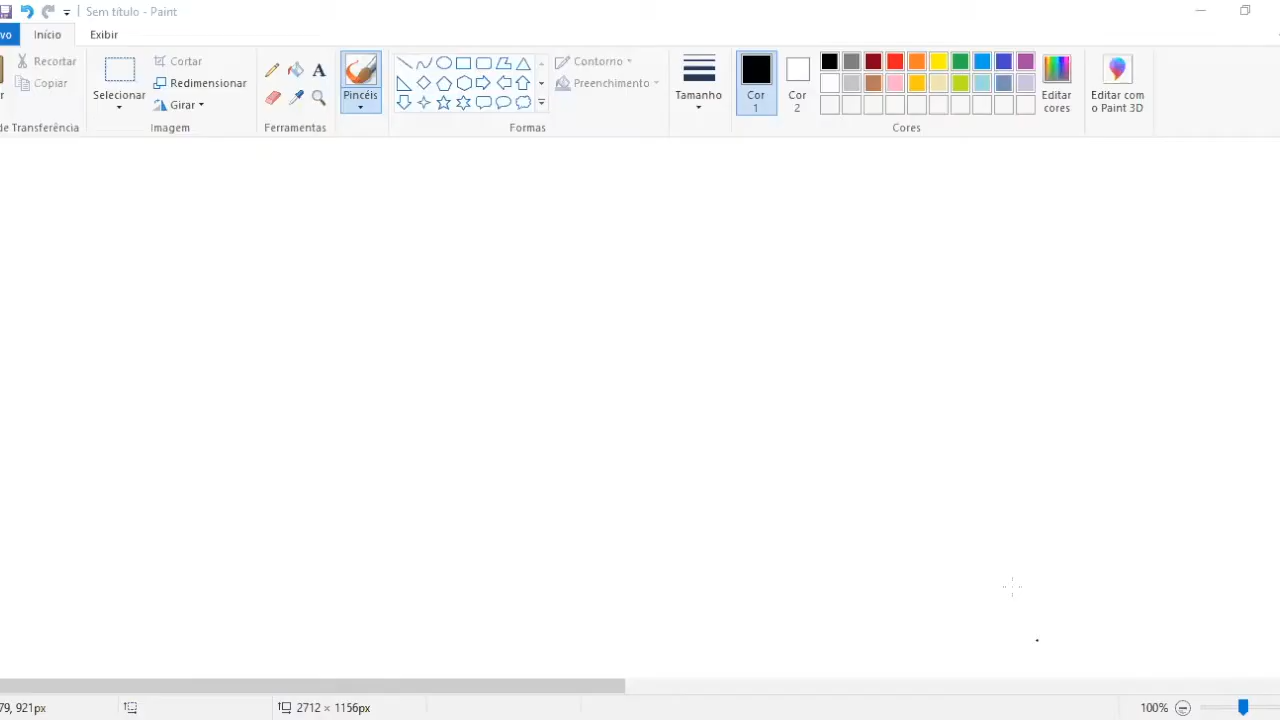 Sem título - Paint
vo Início Exibir
Recortar
Copiar
de Transferência
Selecionar
Cortar
Redimensionar
Girar
Imagem
A
Ferramentas
Pincéis
Contorno
Preenchimento
Formas
Tamanho
Cor
1
Cor
2
Editar
cores
Cores
Editar com
o Paint 3D
79, 921px
2712 × 1156px
100%